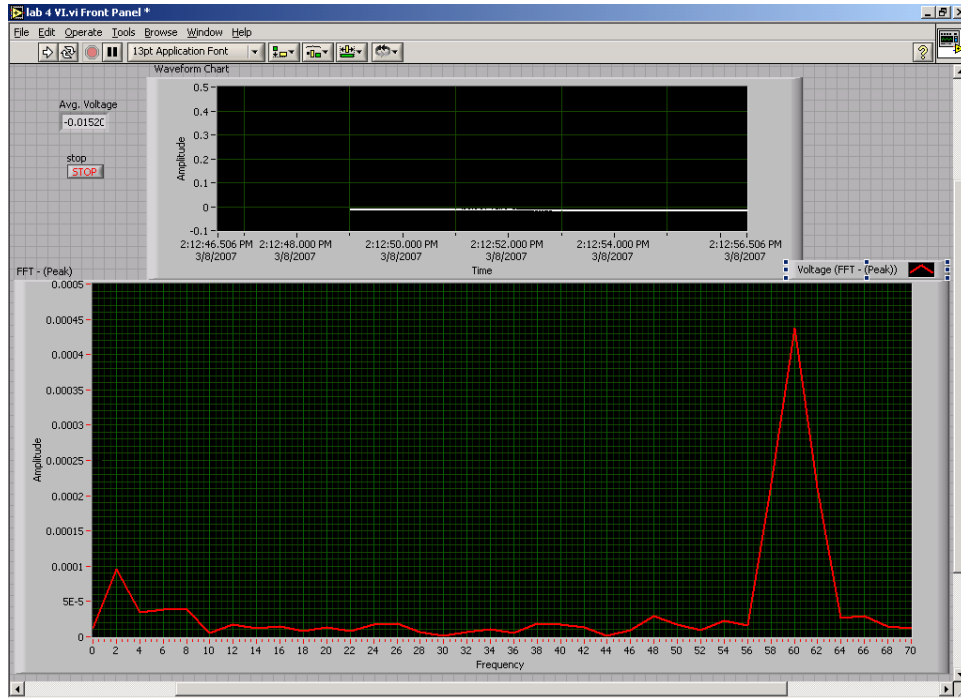 lab 4 VI.vi Front Panel *
File Edit Operate Tools Browse Window Help
13pt Application Font
?
Waveform Chart
Avg. Voltage
-0.0152
stop
STOP
Amplitude
0.5
0.4
0.3
0.2
0.1
0
-0.1
2:12:46.506 PM 2:12:48.000 PM 2:12:50.000 PM 2:12:52.000 PM 2:12:54.000 PM 2:12:56.506 PM
3/8/2007 3/8/2007 3/8/2007 3/8/2007 3/8/2007 3/8/2007
Time
FFT - (Peak)
Voltage (FFT - (Peak))
Amplitude
0.0005
0.00045
0.0004
0.00035
0.0003
0.00025
0.0002
0.00015
0.0001
5E-5
0
0 2 4 6 8 10 12 14 16 18 20 22 24 26 28 30 32 34 36 38 40 42 44 46 48 50 52 54 56 58 60 62 64 66 68 70
Frequency